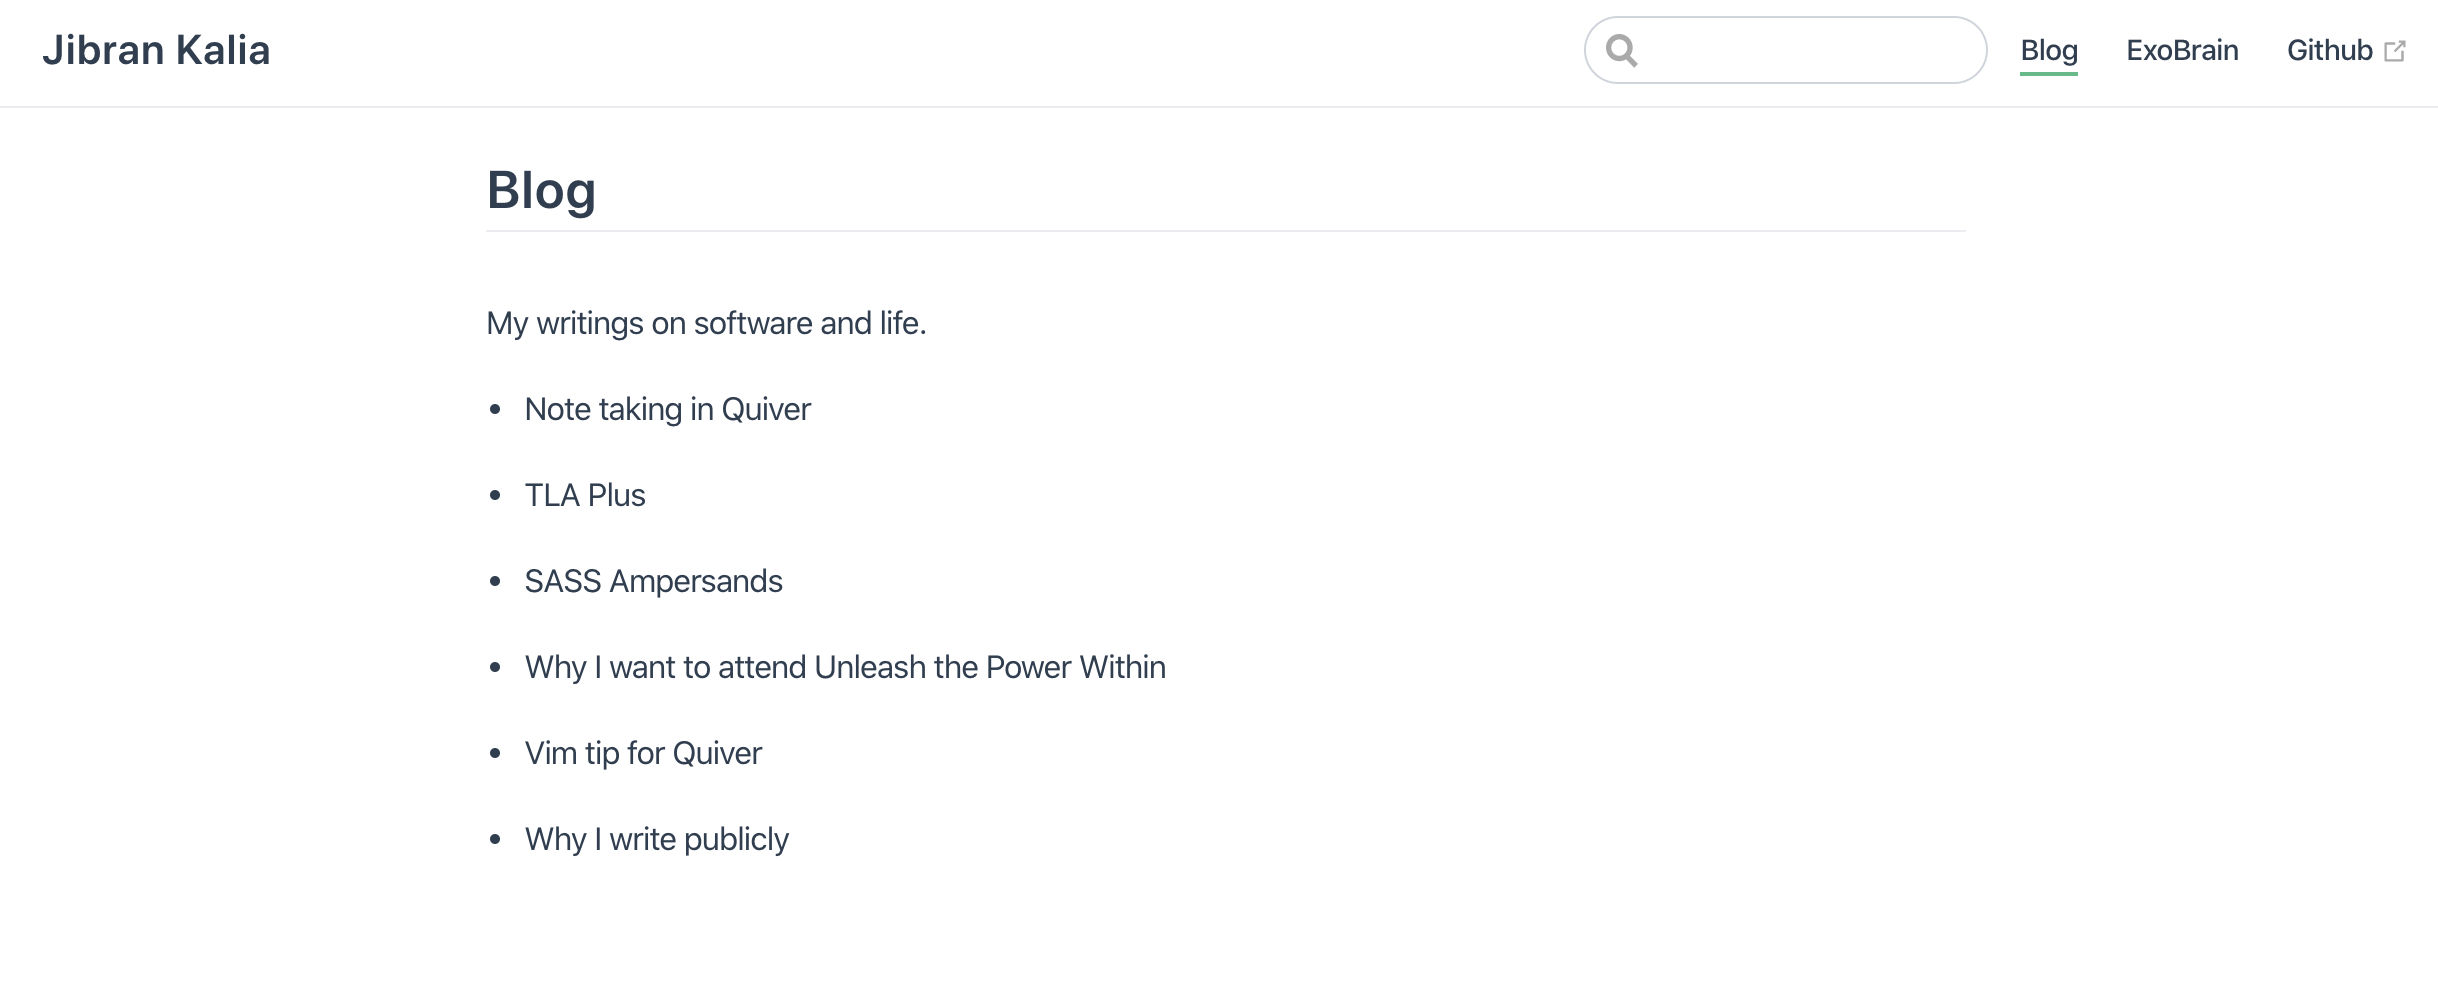 Jibran Kalia
Blog ExoBrain Github
Blog
My writings on software and life.
Note taking in Quiver
TLA Plus
SASS Ampersands
Why I want to attend Unleash the Power Within
Vim tip for Quiver
Why I write publicly